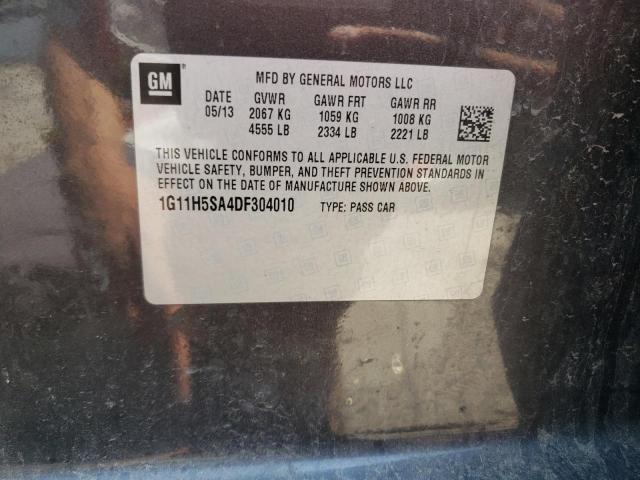 GM ®
MFD BY GENERAL MOTORS LLC
DATE GVWR GAWR FRT GAWR RR
05/13 2067 KG 1059 KG 1008 KG
4555 LB 2334 LB 2221 LB
THIS VEHICLE CONFORMS TO ALL APPLICABLE U.S. FEDERAL MOTOR
VEHICLE SAFETY, BUMPER, AND THEFT PREVENTION STANDARDS IN
EFFECT ON THE DATE OF MANUFACTURE SHOWN ABOVE.
1G11H5SA4DF304010 TYPE: PASS CAR